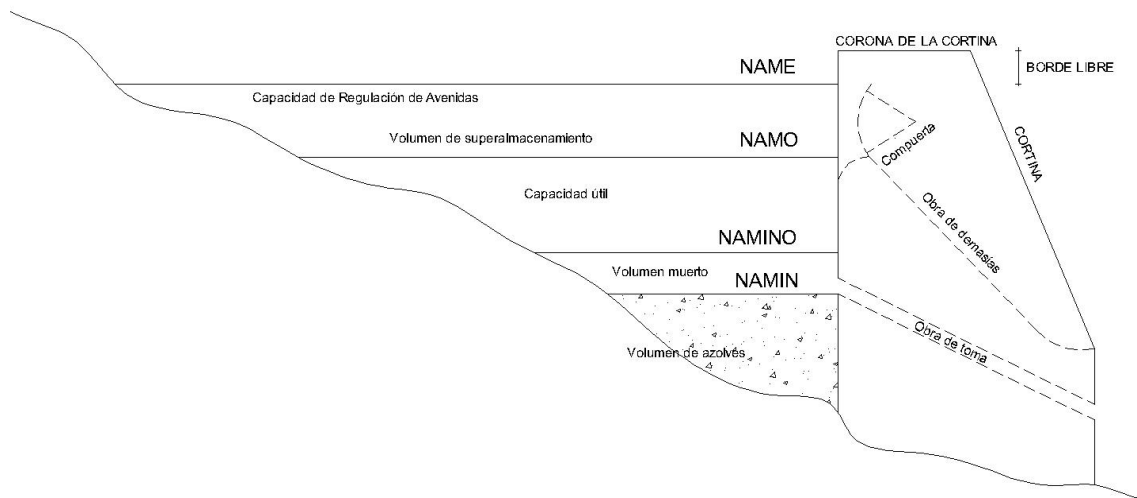 CORONA DE LA CORTINA
NAME
BORDE LIBRE
Capacidad de Regulación de Avenidas
Volumen de superalmacenamiento
NAMO
Compuerta
CORTINA
Capacidad útil
Obra de demasías
NAMINO
Volumen muerto
NAMIN
Obra de toma
Volumen de azolves